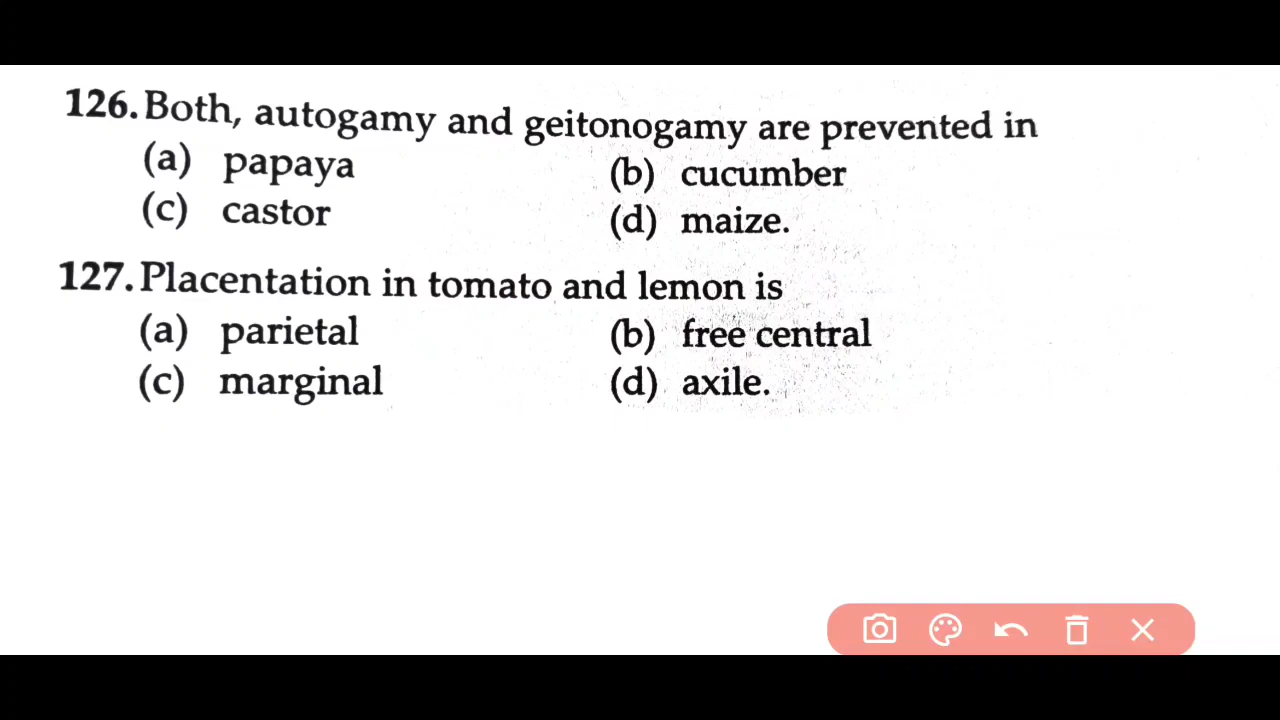 126. Both, autogamy and geitonogamy are prevented in
(a) papaya (b) cucumber
(c) castor (d) maize.
127. Placentation in tomato and lemon is
(a) parietal (b) free central
(c) marginal (d) axile.